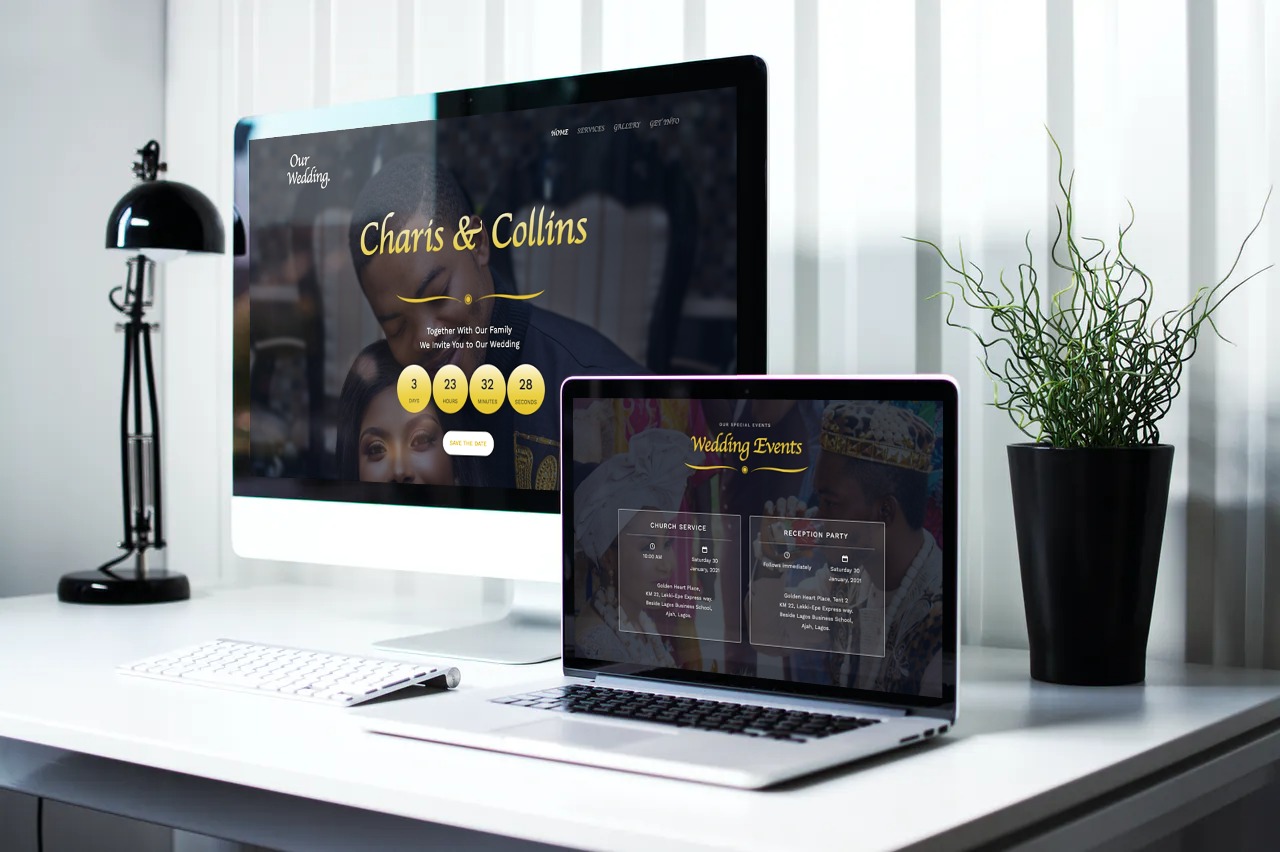 HOME SERVICES GALLERY GET INFO
Our
Wedding.
Charis & Collins
Together With Our Family
We Invite You to Our Wedding
3 23 32 28
DAYS HOURS MINUTES SECONDS
SAVE THE DATE
OUR SPECIAL EVENTS
Wedding Events
CHURCH SERVICE
10:00 AM
Saturday 30
January, 2021
Golden Heart Place,
KM 22, Lekki-Epe Express way,
Beside Lagos Business School,
Ajah, Lagos.
RECEPTION PARTY
Follows immediately
Saturday 30
January, 2021
Golden Heart Place, Tent 2
KM 22, Lekki-Epe Express way,
Beside Lagos Business School,
Ajah, Lagos.